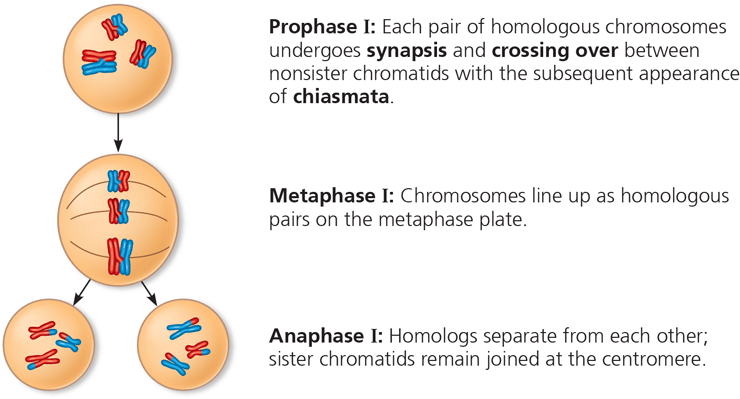 Prophase I: Each pair of homologous chromosomes
undergoes synapsis and crossing over between
nonsister chromatids with the subsequent appearance
of chiasmata.
Metaphase I: Chromosomes line up as homologous
pairs on the metaphase plate.
Anaphase I: Homologs separate from each other;
sister chromatids remain joined at the centromere.